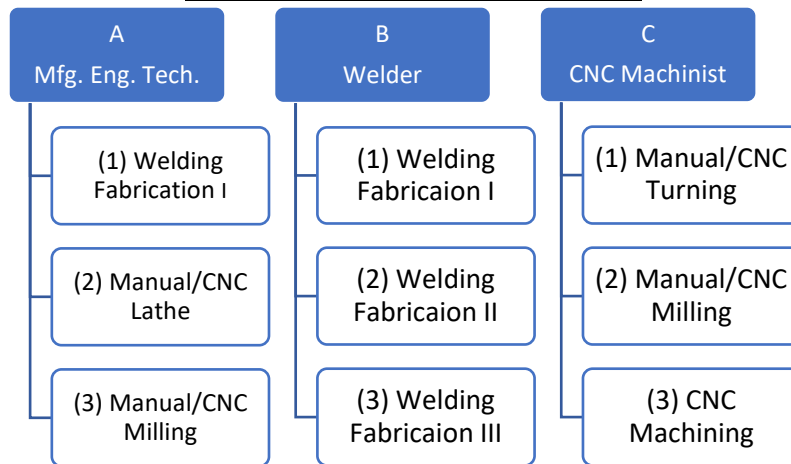 A
Mfg. Eng. Tech.
(1) Welding
Fabrication I
(2) Manual/CNC
Lathe
(3) Manual/CNC
Milling
B
Welder
(1) Welding
Fabricaion I
(2) Welding
Fabricaion II
(3) Welding
Fabricaion III
C
CNC Machinist
(1) Manual/CNC
Turning
(2) Manual/CNC
Milling
(3) CNC
Machining